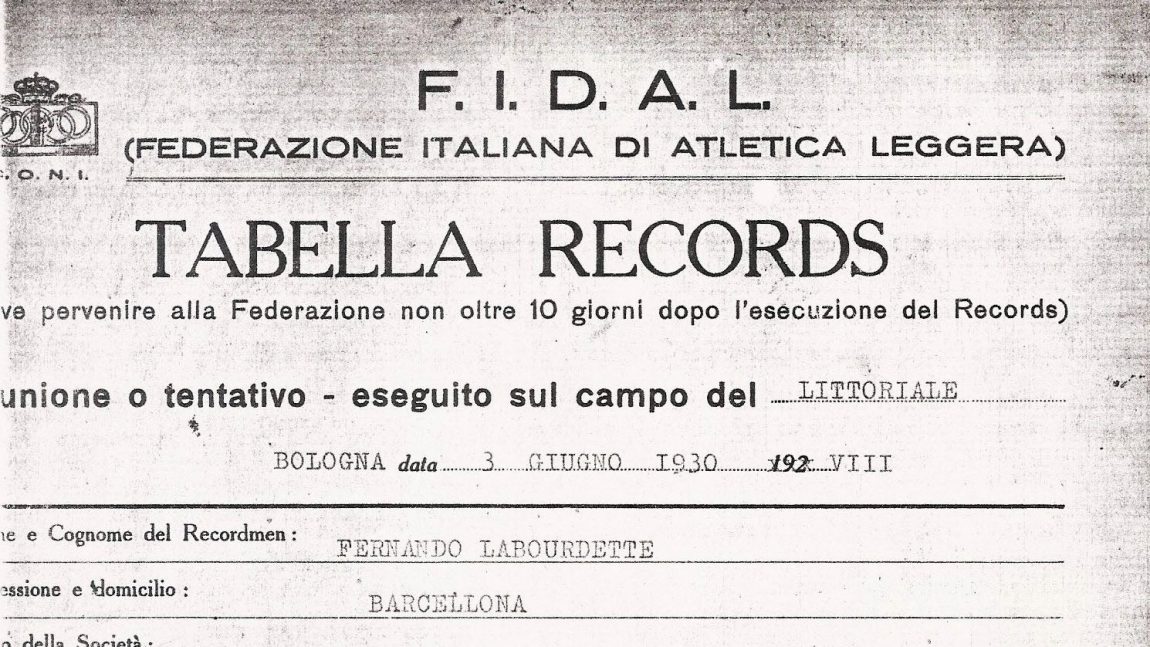 F. I. D. A. L.
(FEDERAZIONE ITALIANA DI ATLETICA LEGGERA)
. O. N. I.
TABELLA RECORDS
ve pervenire alla Federazione non oltre 10 giorni dopo l'esecuzione del Records)
unione o tentativo - eseguito sul campo del LITTORIALE
BOLOGNA data 3 GIUGNO 1930 192 VIII
e e Cognome del Recordmen :
FERNANDO LABOURDETTE
essione e domicilio :
BARCELLONA
o della Società :